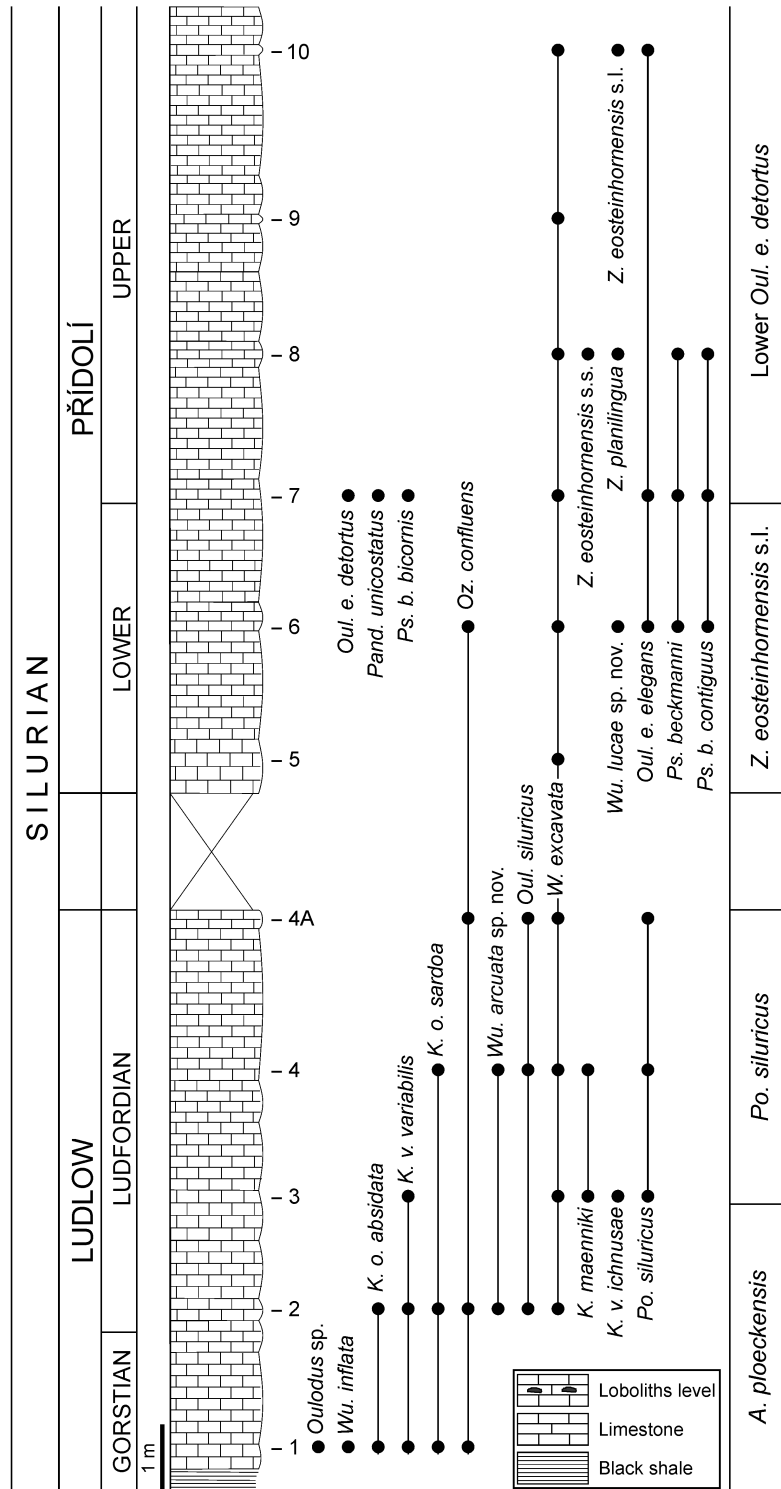 SILURIAN
PŘÍDOLÍ
LUDLOW
UPPER
LOWER
LUDFORDIAN
GORSTIAN
1 m
10
9
8
7
6
5
4A
4
3
2
1
Oulodus sp.
Wu. inflata
K. o. absidata
K. v. variabilis
K. o. sardoa
Oz. confluens
Wu. arcuata sp. nov.
Oul. siluricus
W. excavata
K. maenniki
K. v. ichnusae
Po. siluricus
Oul. e. detortus
Pand. unicostatus
Ps. b. bicornis
Wu. lucae sp. nov.
Oul. e. elegans
Ps. beckmanni
Ps. b. contiguus
Z. eosteinhornensis s.s.
Z. planilingua
Z. eosteinhornensis s.l.
Lower Oul. e. detortus
Z. eosteinhornensis s.l.
Po. siluricus
A. ploeckensis
Loboliths level
Limestone
Black shale